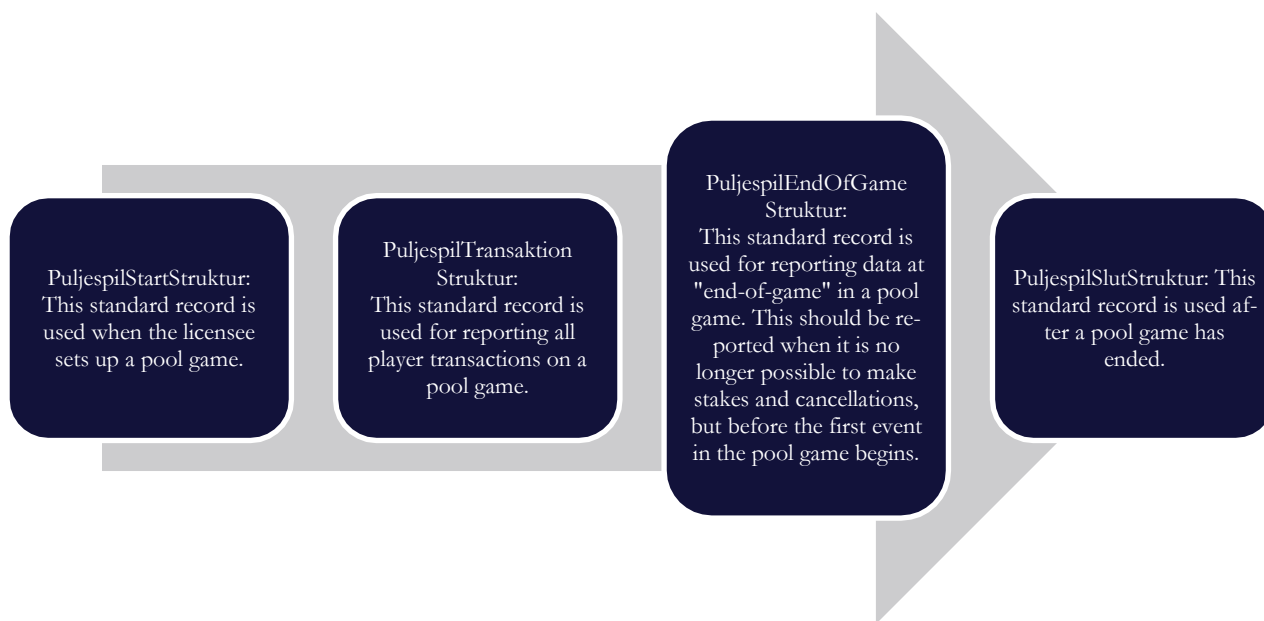 PuljespilStartStruktur:
This standard record is
used when the licensee
sets up a pool game.
PuljespilTransaktion
Struktur:
This standard record is
used for reporting all
player transactions on a
pool game.
PuljespilEndOfGame
Struktur:
This standard record is
used for reporting data at
"end-of-game" in a pool
game. This should be re-
ported when it is no
longer possible to make
stakes and cancellations,
but before the first event
in the pool game begins.
PuljespilSlutStruktur: This
standard record is used af-
ter a pool game has
ended.